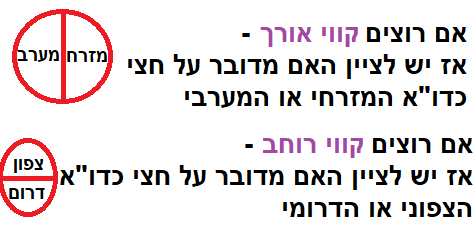 אם רוצים קווי אורך -
אז יש לציין האם מדובר על חצי
כדו"א המזרחי או המערבי
מזרח
מערב
אם רוצים קווי רוחב -
אז יש לציין האם מדובר על חצי כדו"א
הצפוני או הדרומי
צפון
דרום